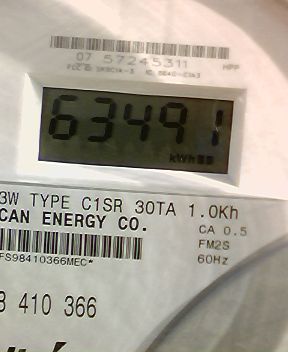 07 57245311
HPP
63491
kWh
3W TYPE C1SR 30TA 1.0Kh
CAN ENERGY CO.
CA 0.5
FM2S
60Hz
FS98410366MEC*
8 410 366